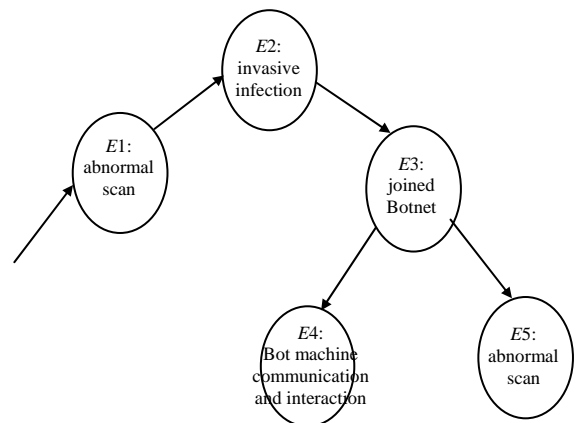 E2:
invasive
infection
E1:
abnormal
scan
E3:
joined
Botnet
E4:
Bot machine
communication
and interaction
E5:
abnormal
scan